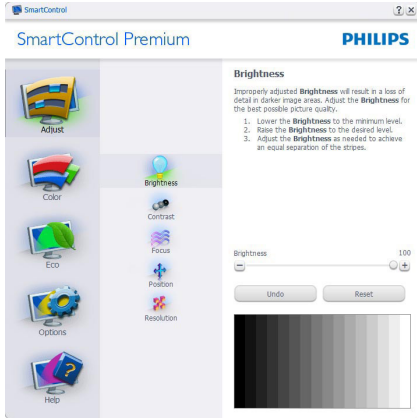 SmartControl
SmartControl Premium
PHILIPS
Adjust
Color
Eco
Options
Help
Brightness
Contrast
Focus
Position
Resolution
Brightness
Improperly adjusted Brightness will result in a loss of
detail in darker image areas. Adjust the Brightness for
the best possible picture quality.
1. Lower the Brightness to the minimum level.
2. Raise the Brightness to the desired level.
3. Adjust the Brightness as needed to achieve
an equal separation of the stripes.
Brightness 100
Undo Reset